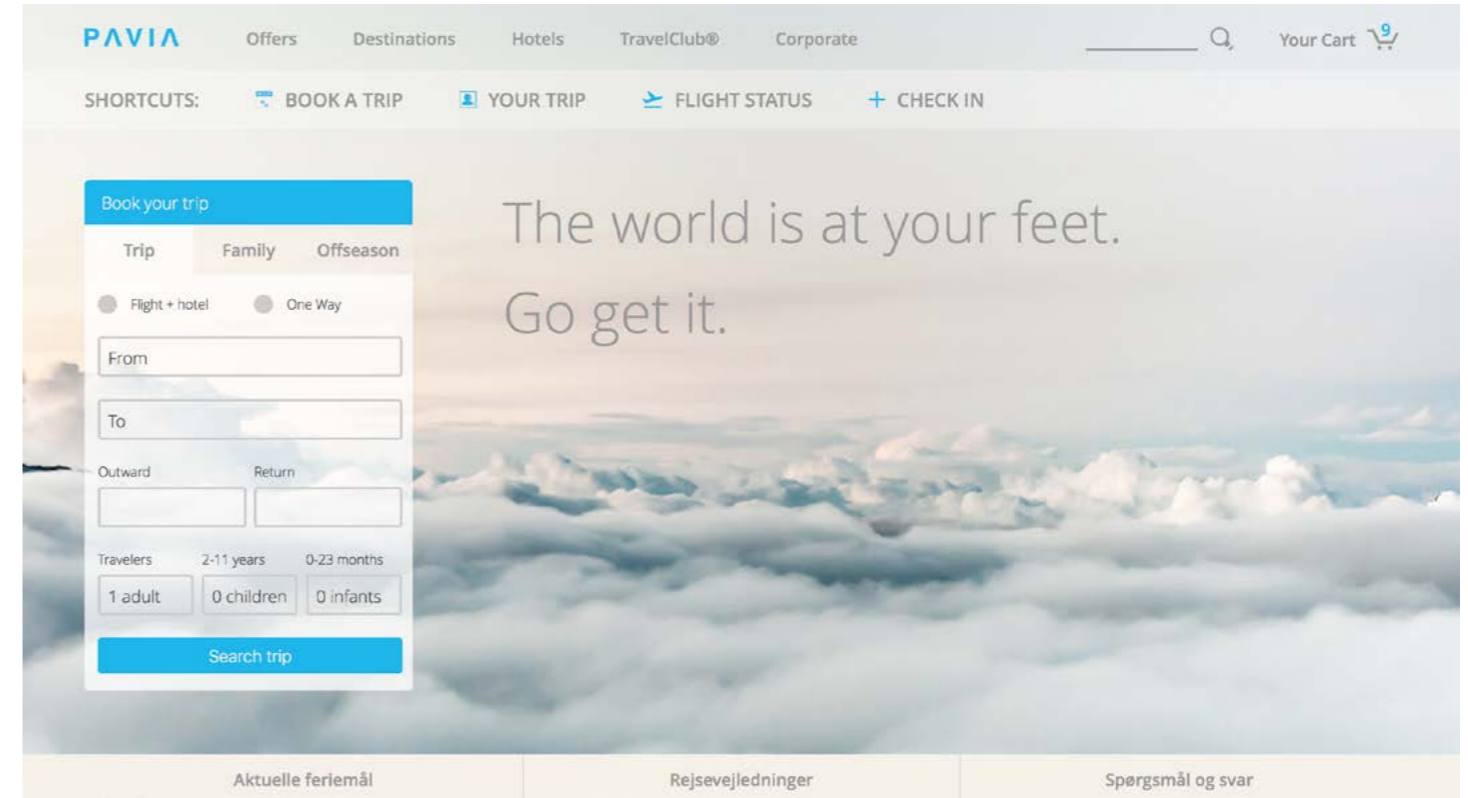 PAVIA Offers Destinations Hotels TravelClub® Corporate Your Cart 9
SHORTCUTS: BOOK A TRIP YOUR TRIP FLIGHT STATUS CHECK IN
Book your trip
Trip Family Offseason
Flight + hotel One Way
From
To
Outward Return
Travelers 2-11 years 0-23 months
1 adult 0 children 0 infants
Search trip
The world is at your feet.
Go get it.
Aktuelle feriemål Rejsevejledninger Spørgsmål og svar